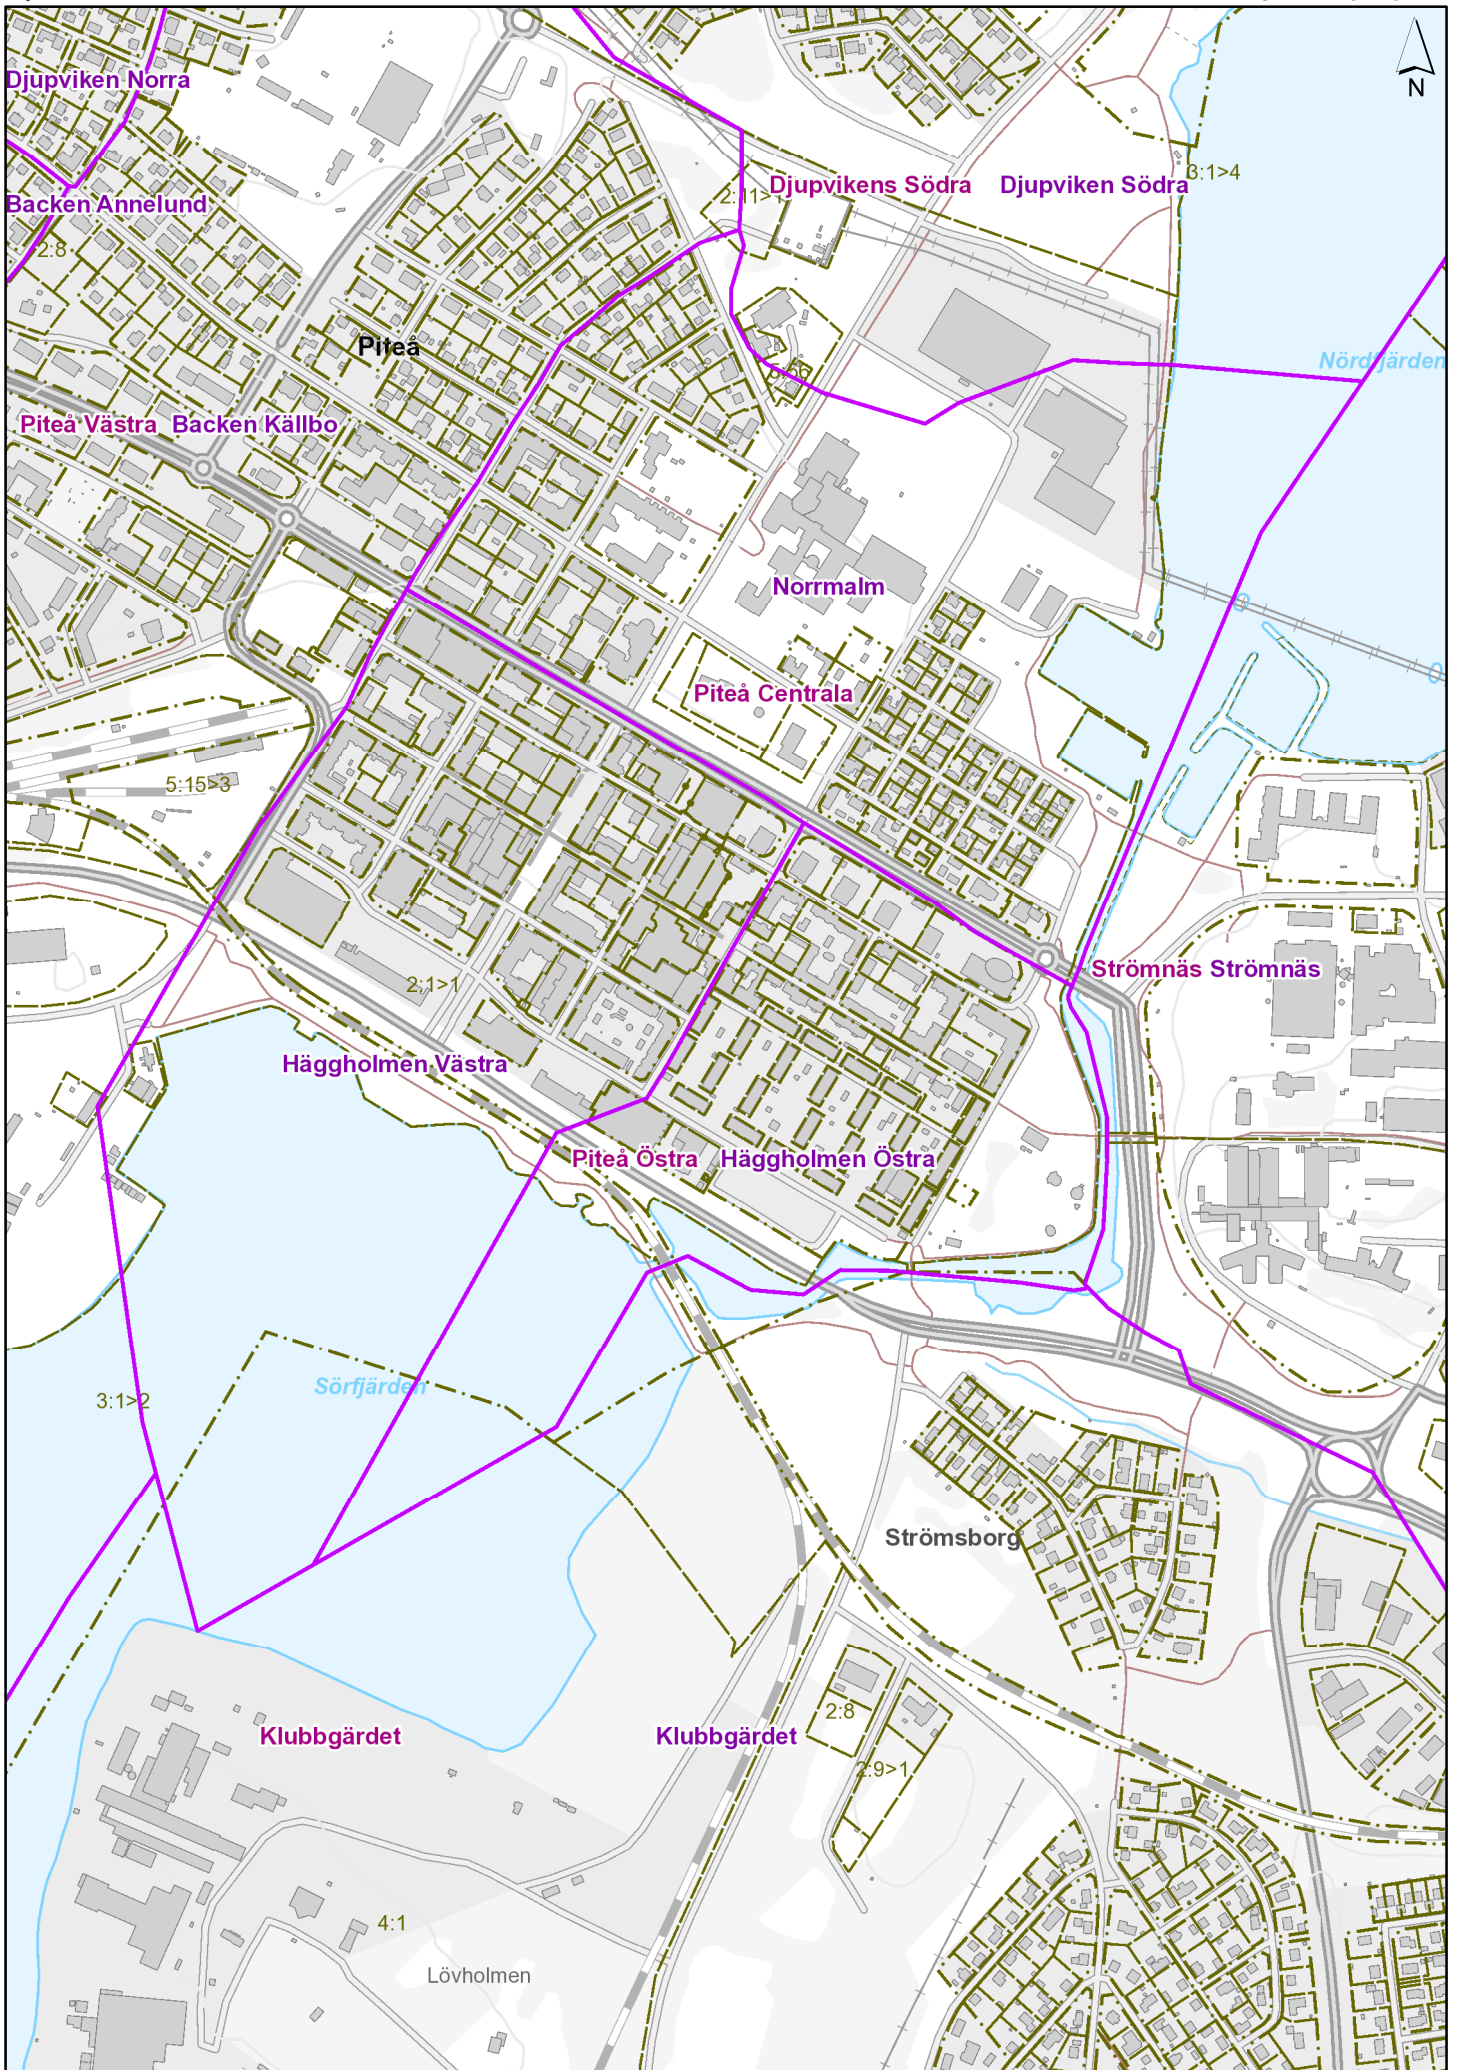 N
Djupviken Norra
Backen Annelund
2:8
2:11>1
Djupvikens Södra
Djupviken Södra
3:1>4
Piteå
Nördfjärden
Piteå Västra
Backen Källbo
Norrmalm
Piteå Centrala
5:15>3
2:1>1
Strömnäs
Strömnäs
Häggholmen Västra
Piteå Östra
Häggholmen Östra
Sörfjärden
3:1>2
Strömsborg
Klubbgärdet
Klubbgärdet
2:8
2:9>1
4:1
Lövholmen